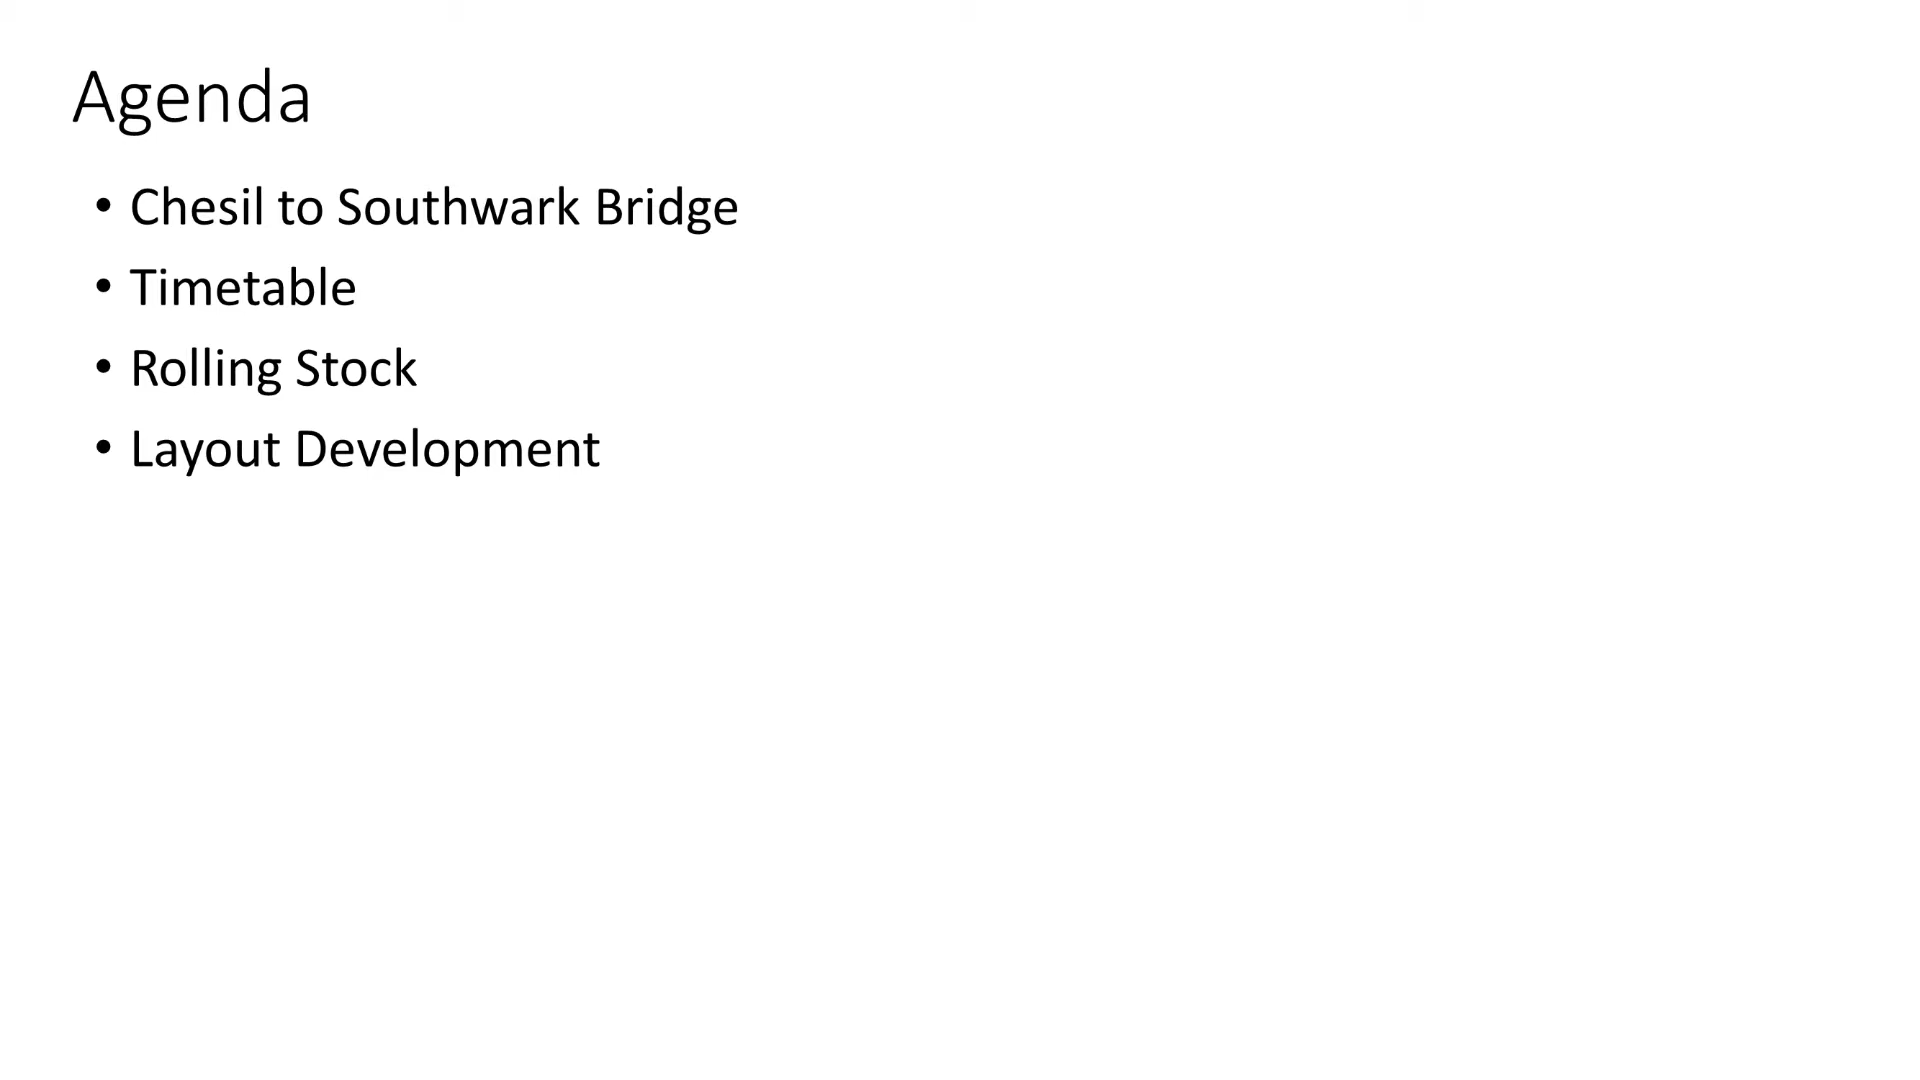 Agenda
• Chesil to Southwark Bridge
• Timetable
• Rolling Stock
• Layout Development